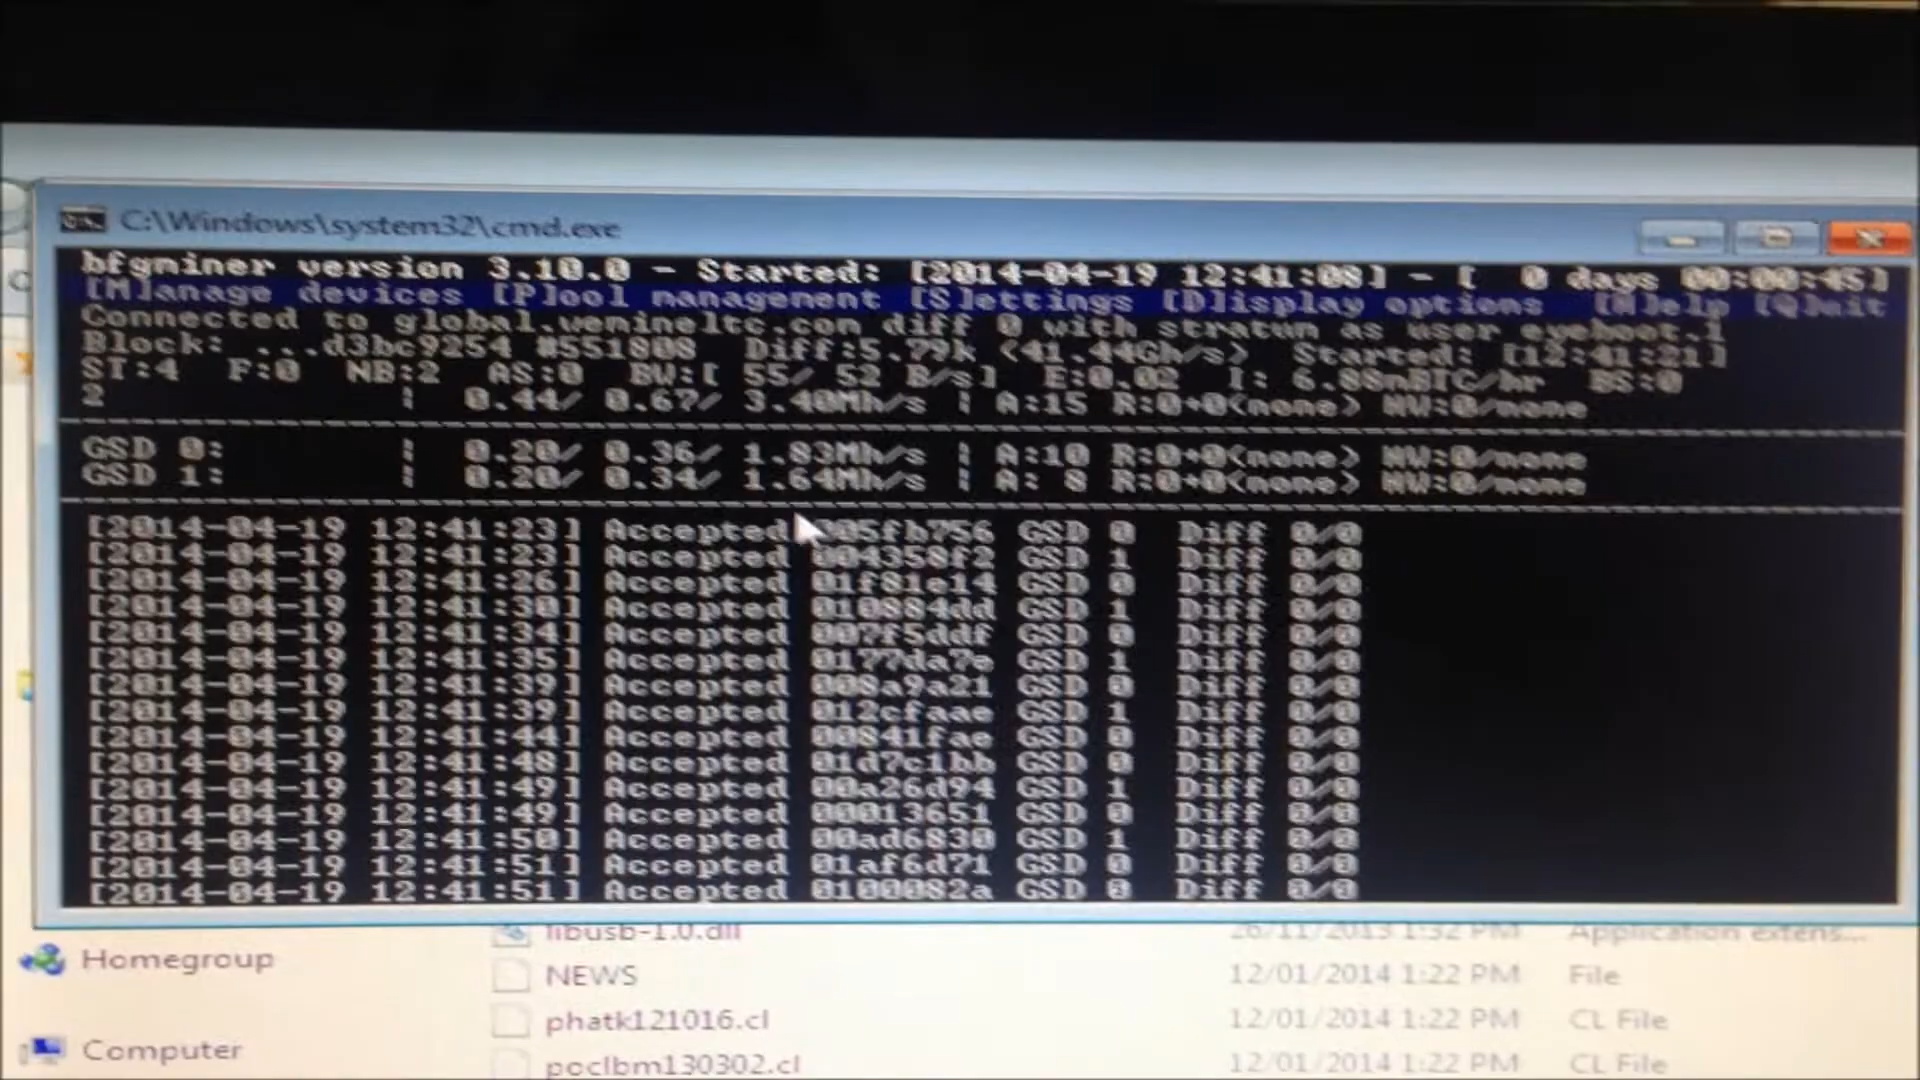 C:\Windows\system32\cmd.exe
bfgminer version 3.10.0 - Started: [2014-04-19 12:41:08] - [  0 days 00:00:45]
[M]anage devices [P]ool management [S]ettings [D]isplay options  [H]elp [Q]uit
Connected to global.wemineltc.com diff 0 with stratum as user eyeboot.1
Block: ...d3bc9254 #551808  Diff:5.79k (41.44Gh/s)  Started: [12:41:21]
ST:4  F:0  NB:2  AS:0  BW:[ 55/ 52 B/s]  E:0.02  I: 6.88mBTC/hr  BS:0
2            |  0.44/ 0.67/ 3.40Mh/s | A:15 R:0+0(none) HW:0/none
GSD 0:       |  0.20/ 0.36/ 1.83Mh/s | A:10 R:0+0(none) HW:0/none
GSD 1:       |  0.20/ 0.34/ 1.64Mh/s | A: 8 R:0+0(none) HW:0/none
[2014-04-19 12:41:23] Accepted 005fb756 GSD 0  Diff 0/0
[2014-04-19 12:41:23] Accepted 004358f2 GSD 1  Diff 0/0
[2014-04-19 12:41:26] Accepted 01f81e14 GSD 0  Diff 0/0
[2014-04-19 12:41:30] Accepted 010884dd GSD 1  Diff 0/0
[2014-04-19 12:41:34] Accepted 007f5ddf GSD 0  Diff 0/0
[2014-04-19 12:41:35] Accepted 0177da7e GSD 1  Diff 0/0
[2014-04-19 12:41:39] Accepted 008a9a21 GSD 0  Diff 0/0
[2014-04-19 12:41:39] Accepted 012cfaae GSD 1  Diff 0/0
[2014-04-19 12:41:44] Accepted 00841fae GSD 0  Diff 0/0
[2014-04-19 12:41:48] Accepted 01d7c1bb GSD 0  Diff 0/0
[2014-04-19 12:41:49] Accepted 00a26d94 GSD 1  Diff 0/0
[2014-04-19 12:41:49] Accepted 00013651 GSD 0  Diff 0/0
[2014-04-19 12:41:50] Accepted 00ad6830 GSD 1  Diff 0/0
[2014-04-19 12:41:51] Accepted 01af6d71 GSD 0  Diff 0/0
[2014-04-19 12:41:51] Accepted 0100082a GSD 0  Diff 0/0
libusb-1.0.dll 26/11/2013 1:32 PM Application extens...
Homegroup
NEWS 12/01/2014 1:22 PM File
phatk121016.cl 12/01/2014 1:22 PM CL File
Computer
poclbm130302.cl 12/01/2014 1:22 PM CL File